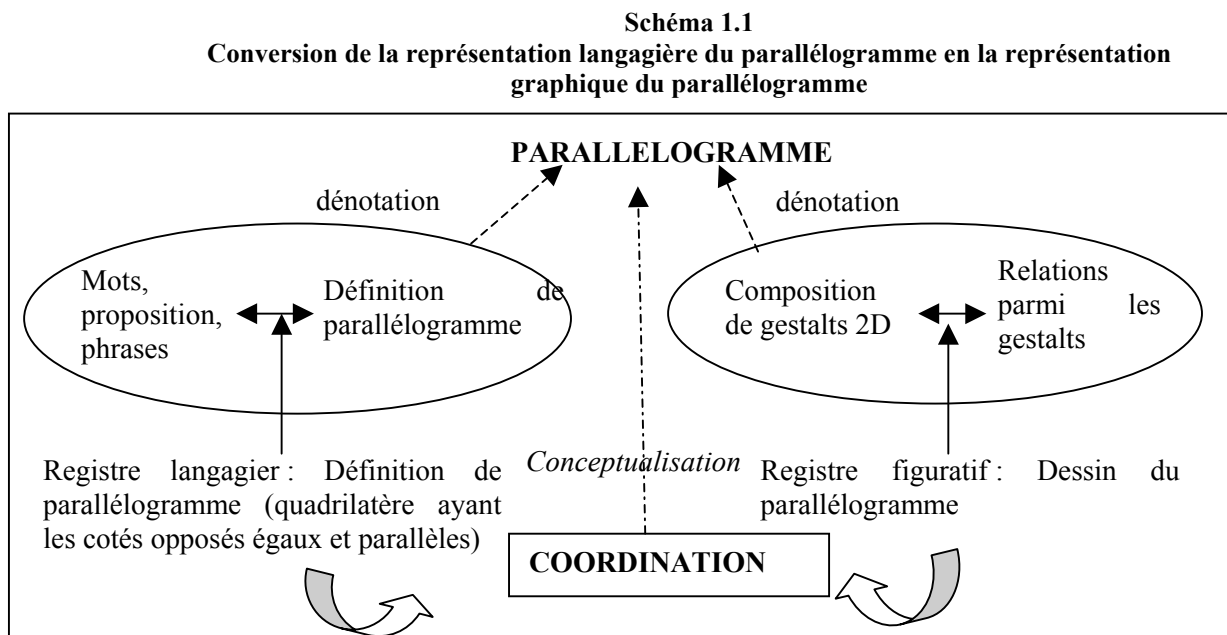 Schéma 1.1
Conversion de la représentation langagière du parallélogramme en la représentation
graphique du parallélogramme
PARALLELOGRAMME
dénotation
dénotation
Mots,
proposition,
phrases
Définition de
parallélogramme
Composition
de gestalts 2D
Relations
parmi les
gestalts
Registre langagier : Définition de
parallélogramme (quadrilatère ayant
les cotés opposés égaux et parallèles)
Conceptualisation
Registre figuratif : Dessin du
parallélogramme
COORDINATION